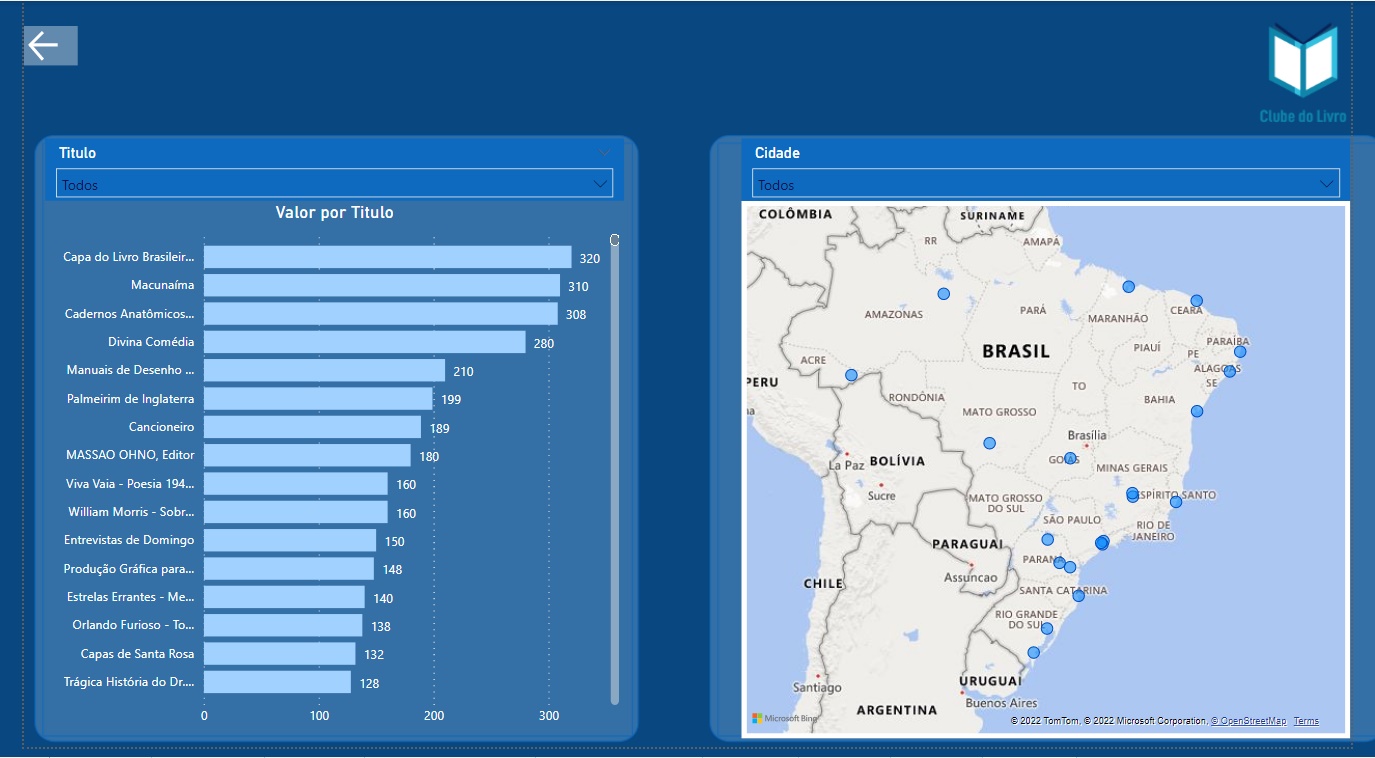 Clube do Livro
Titulo
Todos
Valor por Titulo
Capa do Livro Brasileir... 320
Macunaíma 310
Cadernos Anatômicos... 308
Divina Comédia 280
Manuais de Desenho ... 210
Palmeirim de Inglaterra 199
Cancioneiro 189
MASSAO OHNO, Editor 180
Viva Vaia - Poesia 194... 160
William Morris - Sobr... 160
Entrevistas de Domingo 150
Produção Gráfica para... 148
Estrelas Errantes - Me... 140
Orlando Furioso - To... 138
Capas de Santa Rosa 132
Trágica História do Dr.... 128
0 100 200 300
Cidade
Todos
COLÔMBIA
SURINAME
RR
AMAPÁ
AMAZONAS
PARÁ
MARANHÃO
CEARÁ
BRASIL
PIAUÍ
PARAÍBA
PE
ACRE
ALAGOAS
PERU
TO
SE
RONDÔNIA
BAHIA
MATO GROSSO
Brasília
La Paz
BOLÍVIA
GOIÁS
MINAS GERAIS
Sucre
MATO GROSSO
DO SUL
ESPÍRITO SANTO
SÃO PAULO
RIO DE
JANEIRO
PARAGUAI
PARANÁ
Assuncao
CHILE
SANTA CATARINA
RIO GRANDE
DO SUL
Santiago
URUGUAI
Buenos Aires
ARGENTINA
Microsoft Bing
© 2022 TomTom, © 2022 Microsoft Corporation, © OpenStreetMap Terms